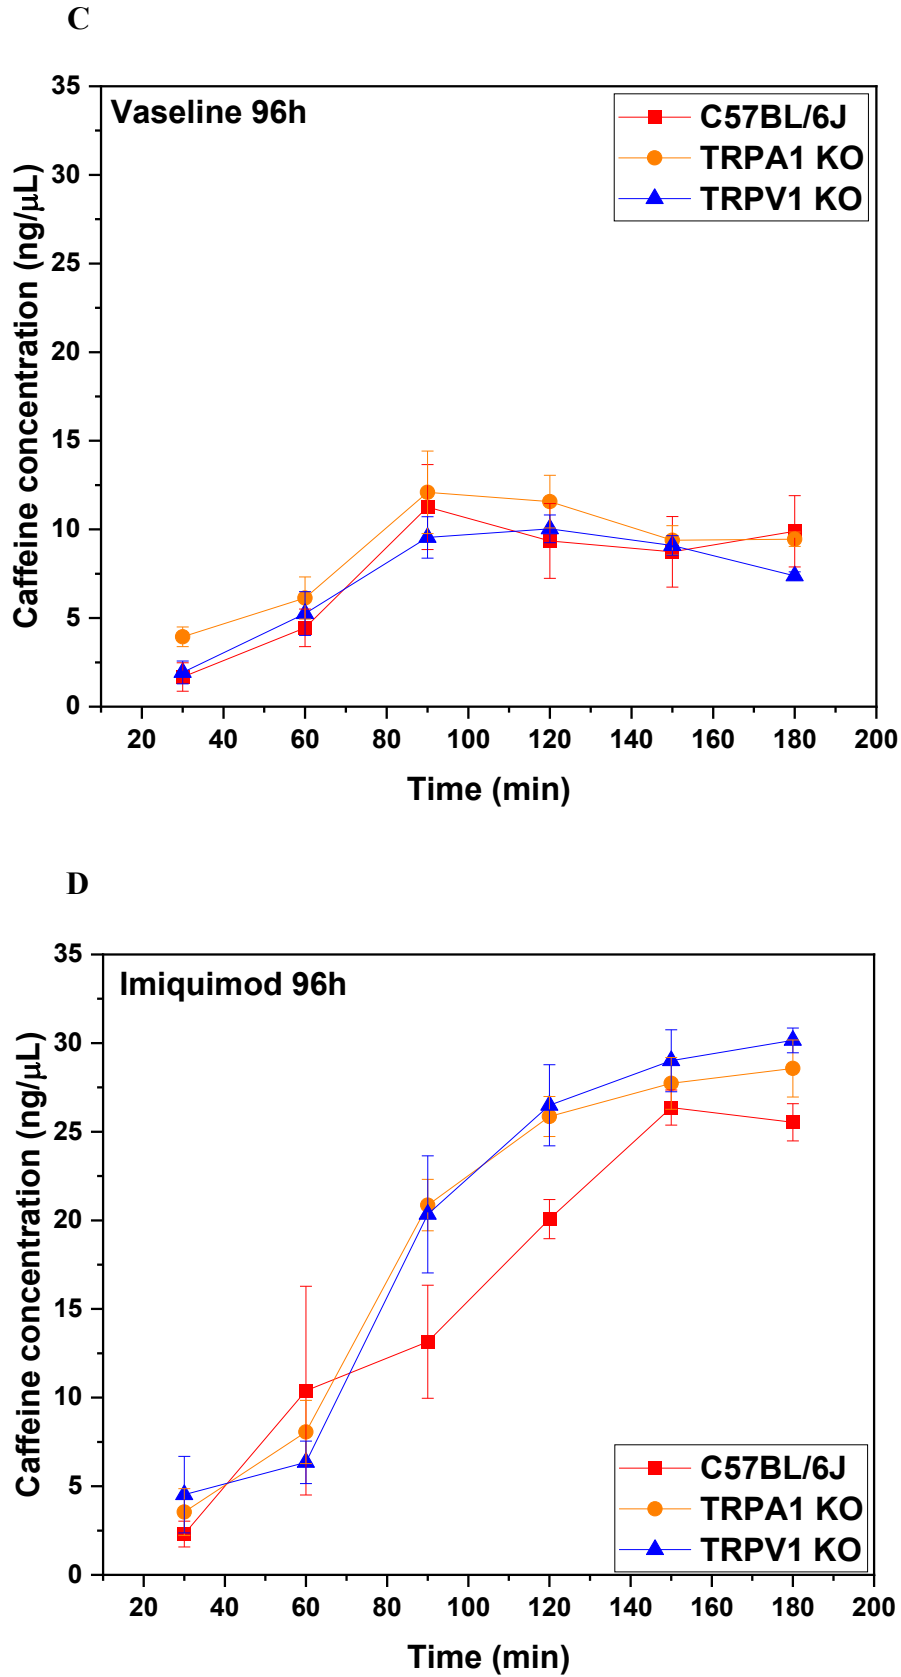 C
Vaseline 96h
C57BL/6J
TRPA1 KO
TRPV1 KO
Caffeine concentration (ng/μL)
35
30
25
20
15
10
5
0
20 40 60 80 100 120 140 160 180 200
Time (min)
D
Imiquimod 96h
Caffeine concentration (ng/μL)
35
30
25
20
15
10
5
0
C57BL/6J
TRPA1 KO
TRPV1 KO
20 40 60 80 100 120 140 160 180 200
Time (min)